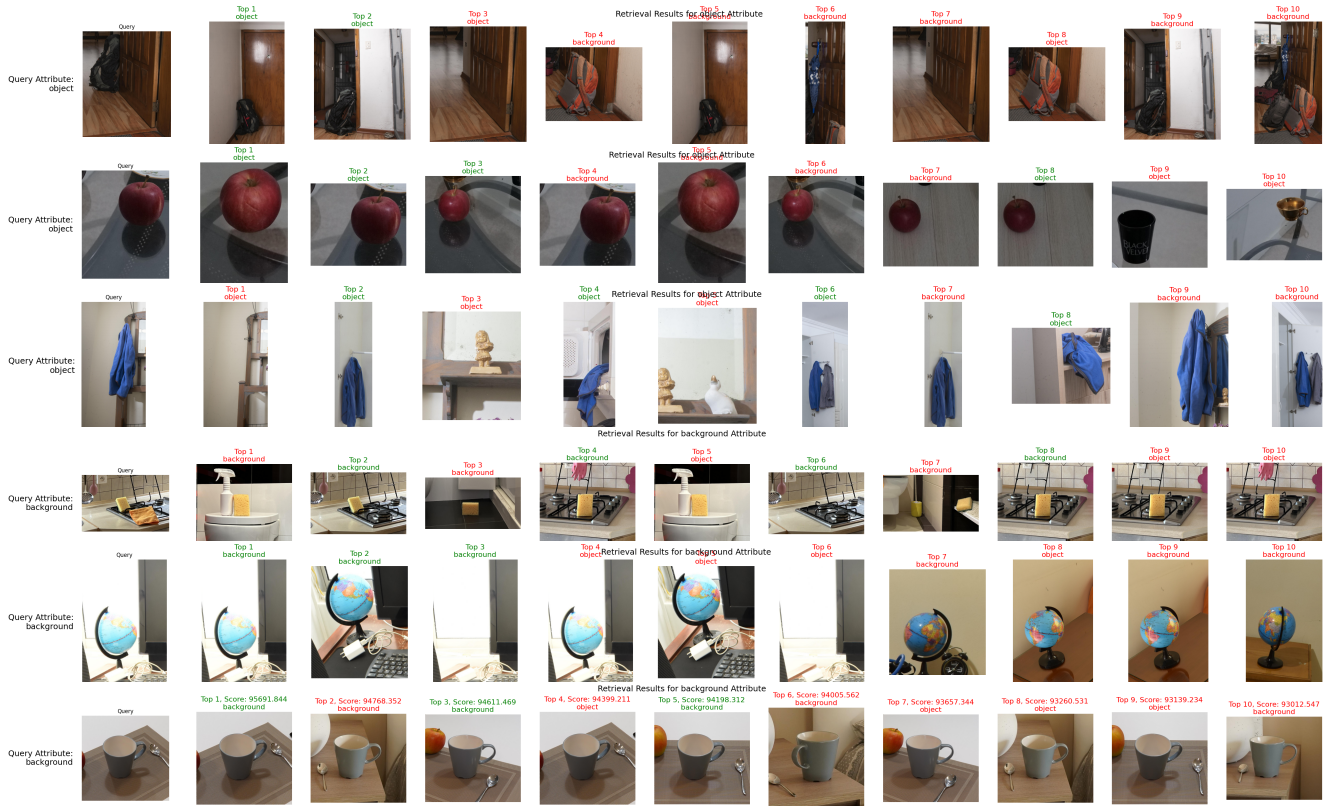 Retrieval Results for object Attribute
Query Attribute:
object
Query
Top 1
object
Top 2
object
Top 3
object
Top 4
background
Top 5
background
Top 6
background
Top 7
background
Top 8
object
Top 9
background
Top 10
background
Retrieval Results for object Attribute
Query Attribute:
object
Query
Top 1
object
Top 2
object
Top 3
object
Top 4
background
Top 5
background
Top 6
background
Top 7
background
Top 8
object
Top 9
object
Top 10
object
BLACK
VELVET
Retrieval Results for object Attribute
Query Attribute:
object
Query
Top 1
object
Top 2
object
Top 3
object
Top 4
object
object
Top 6
object
Top 7
background
Top 8
object
Top 9
background
Top 10
background
Retrieval Results for background Attribute
Query Attribute:
background
Query
Top 1
background
Top 2
background
Top 3
background
Top 4
background
Top 5
object
Top 6
background
Top 7
background
Top 8
background
Top 9
object
Top 10
object
Retrieval Results for background Attribute
Query Attribute:
background
Query
Top 1
background
Top 2
background
Top 3
background
Top 4
object
object
Top 6
object
Top 7
background
Top 8
object
Top 9
background
Top 10
background
Retrieval Results for background Attribute
Query Attribute:
background
Query
Top 1, Score: 95691.844
background
Top 2, Score: 94768.352
background
Top 3, Score: 94611.469
background
Top 4, Score: 94399.211
object
Top 5, Score: 94198.312
background
Top 6, Score: 94005.562
background
Top 7, Score: 93657.344
object
Top 8, Score: 93260.531
object
Top 9, Score: 93139.234
object
Top 10, Score: 93012.547
background